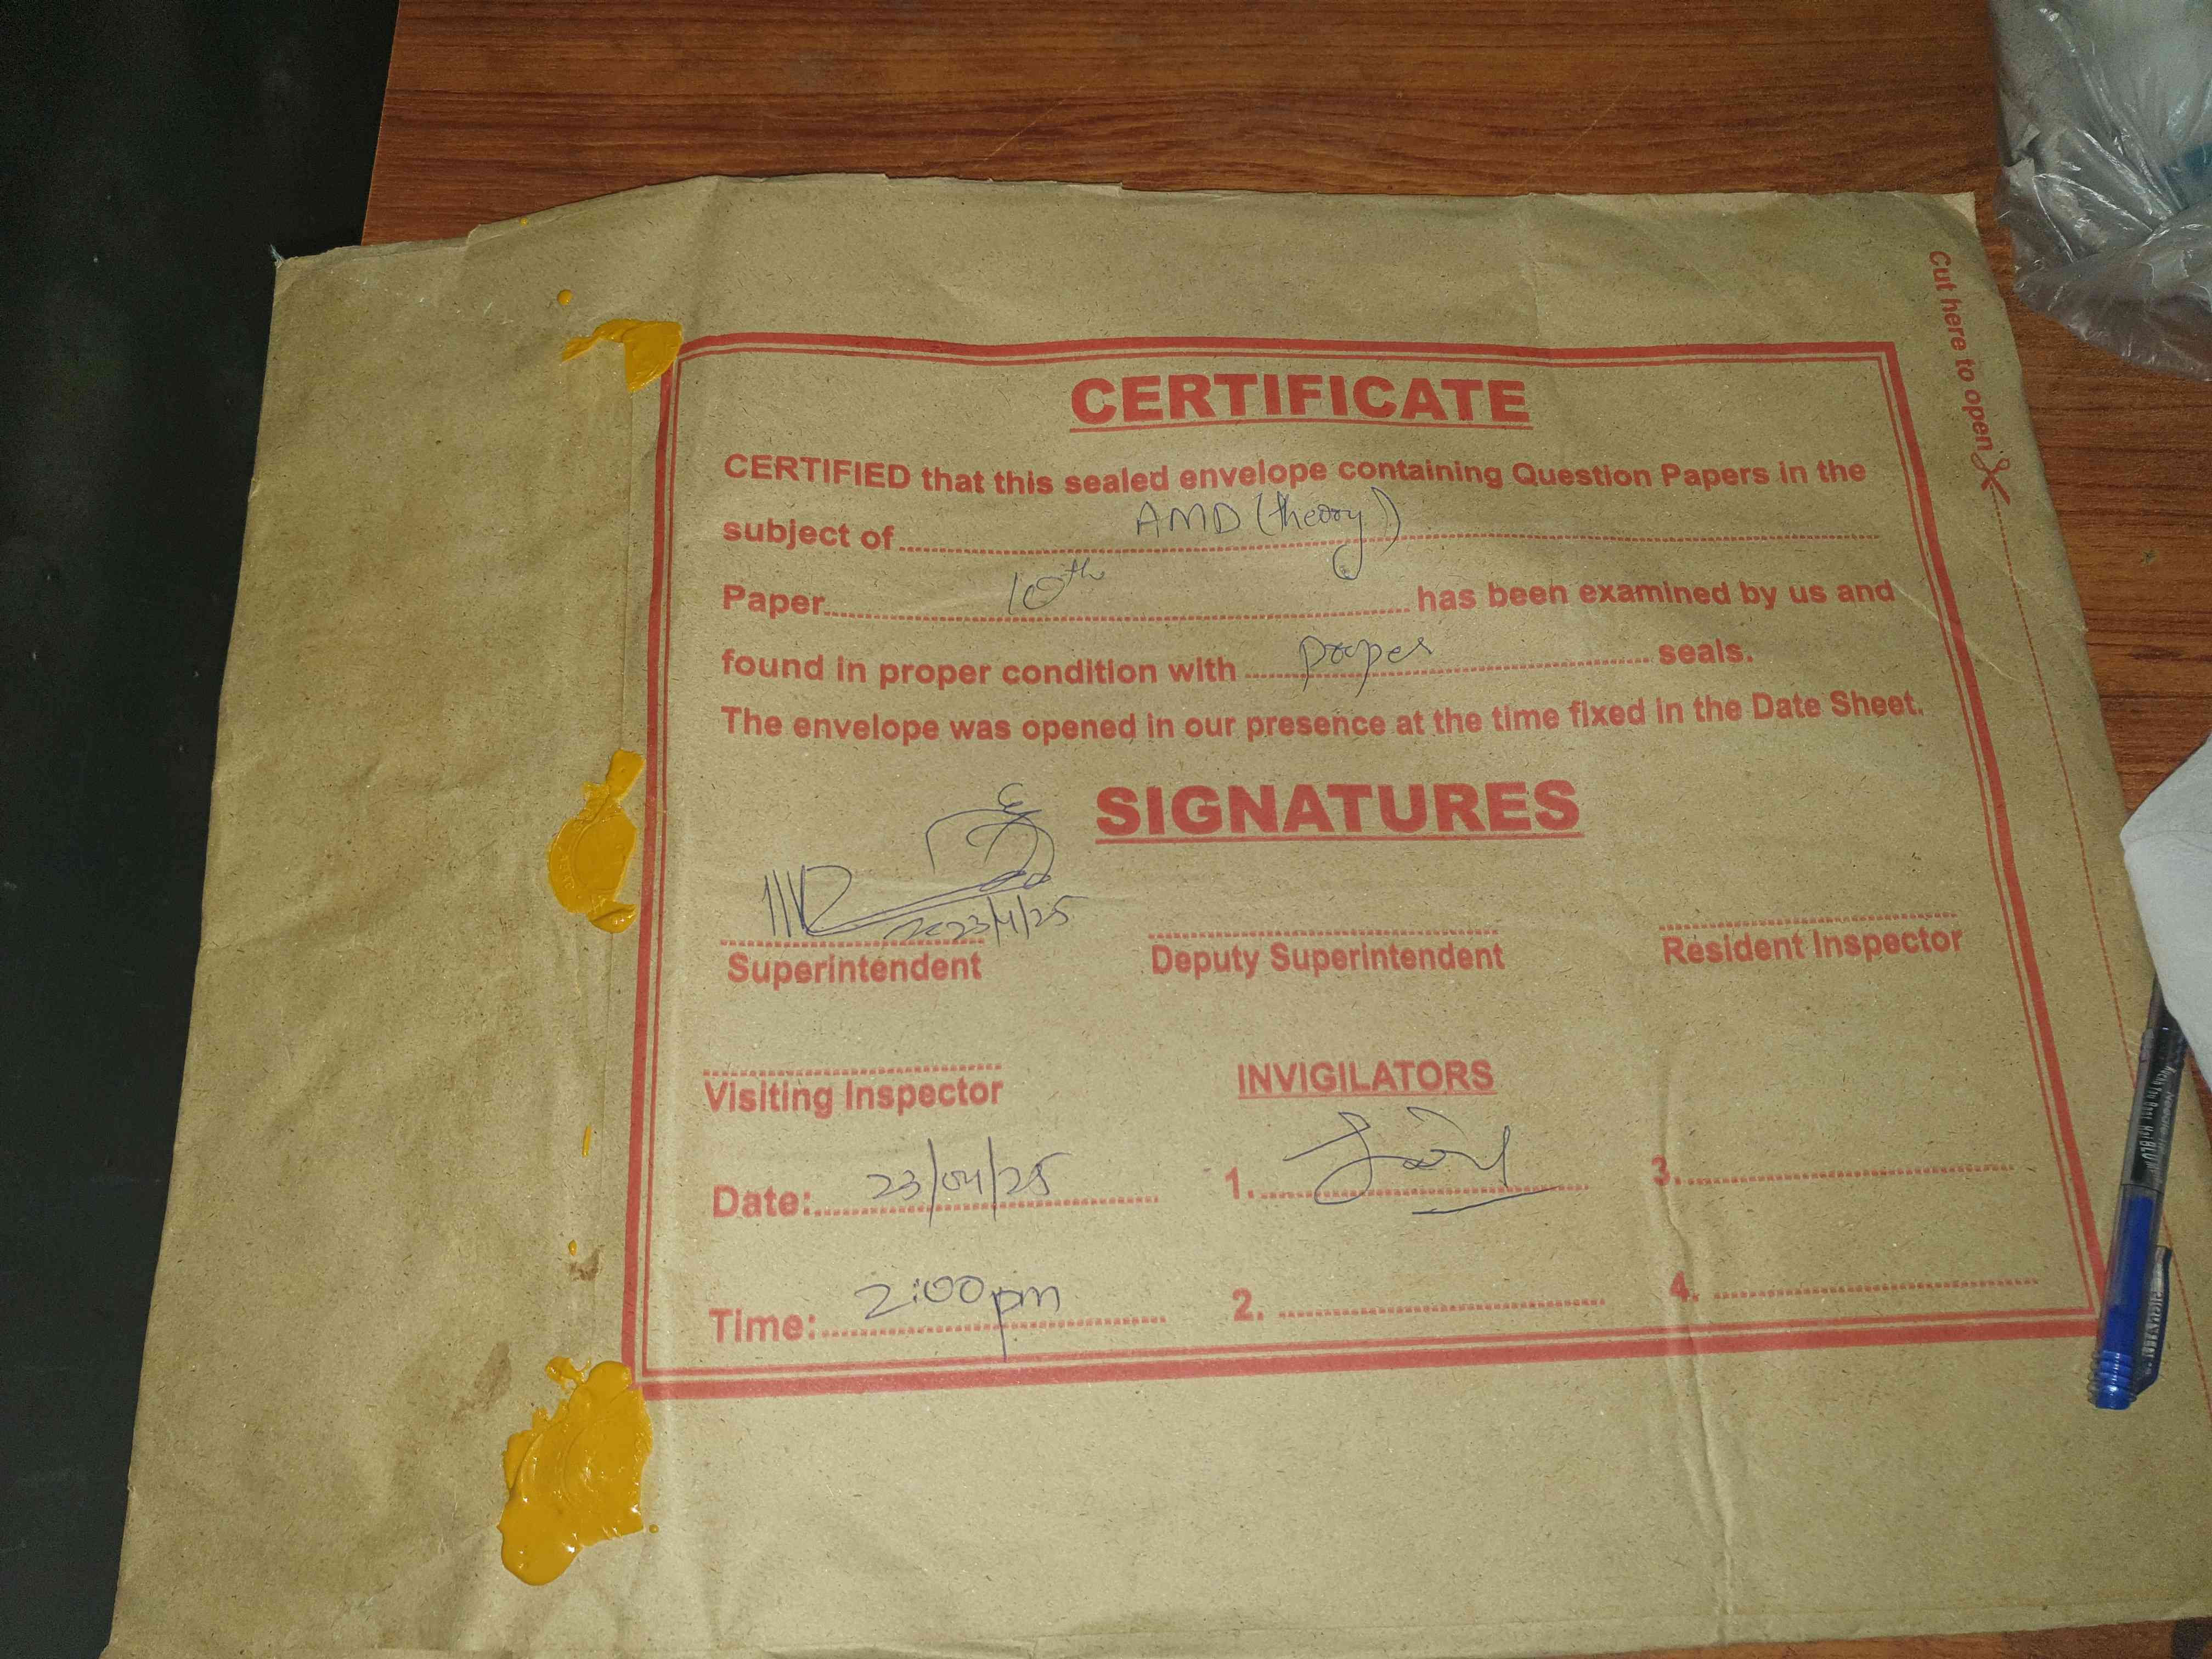 Cut here to open
CERTIFICATE
CERTIFIED that this sealed envelope containing Question Papers in the
subject of AMD (theory)
Paper 10th has been examined by us and
found in proper condition with proper seals.
The envelope was opened in our presence at the time fixed in the Date Sheet.
SIGNATURES
23/4/25
Superintendent Deputy Superintendent Resident Inspector
Visiting Inspector INVIGILATORS
Date: 23/04/25 1. 3.
Time: 2:00 pm 2. 4.